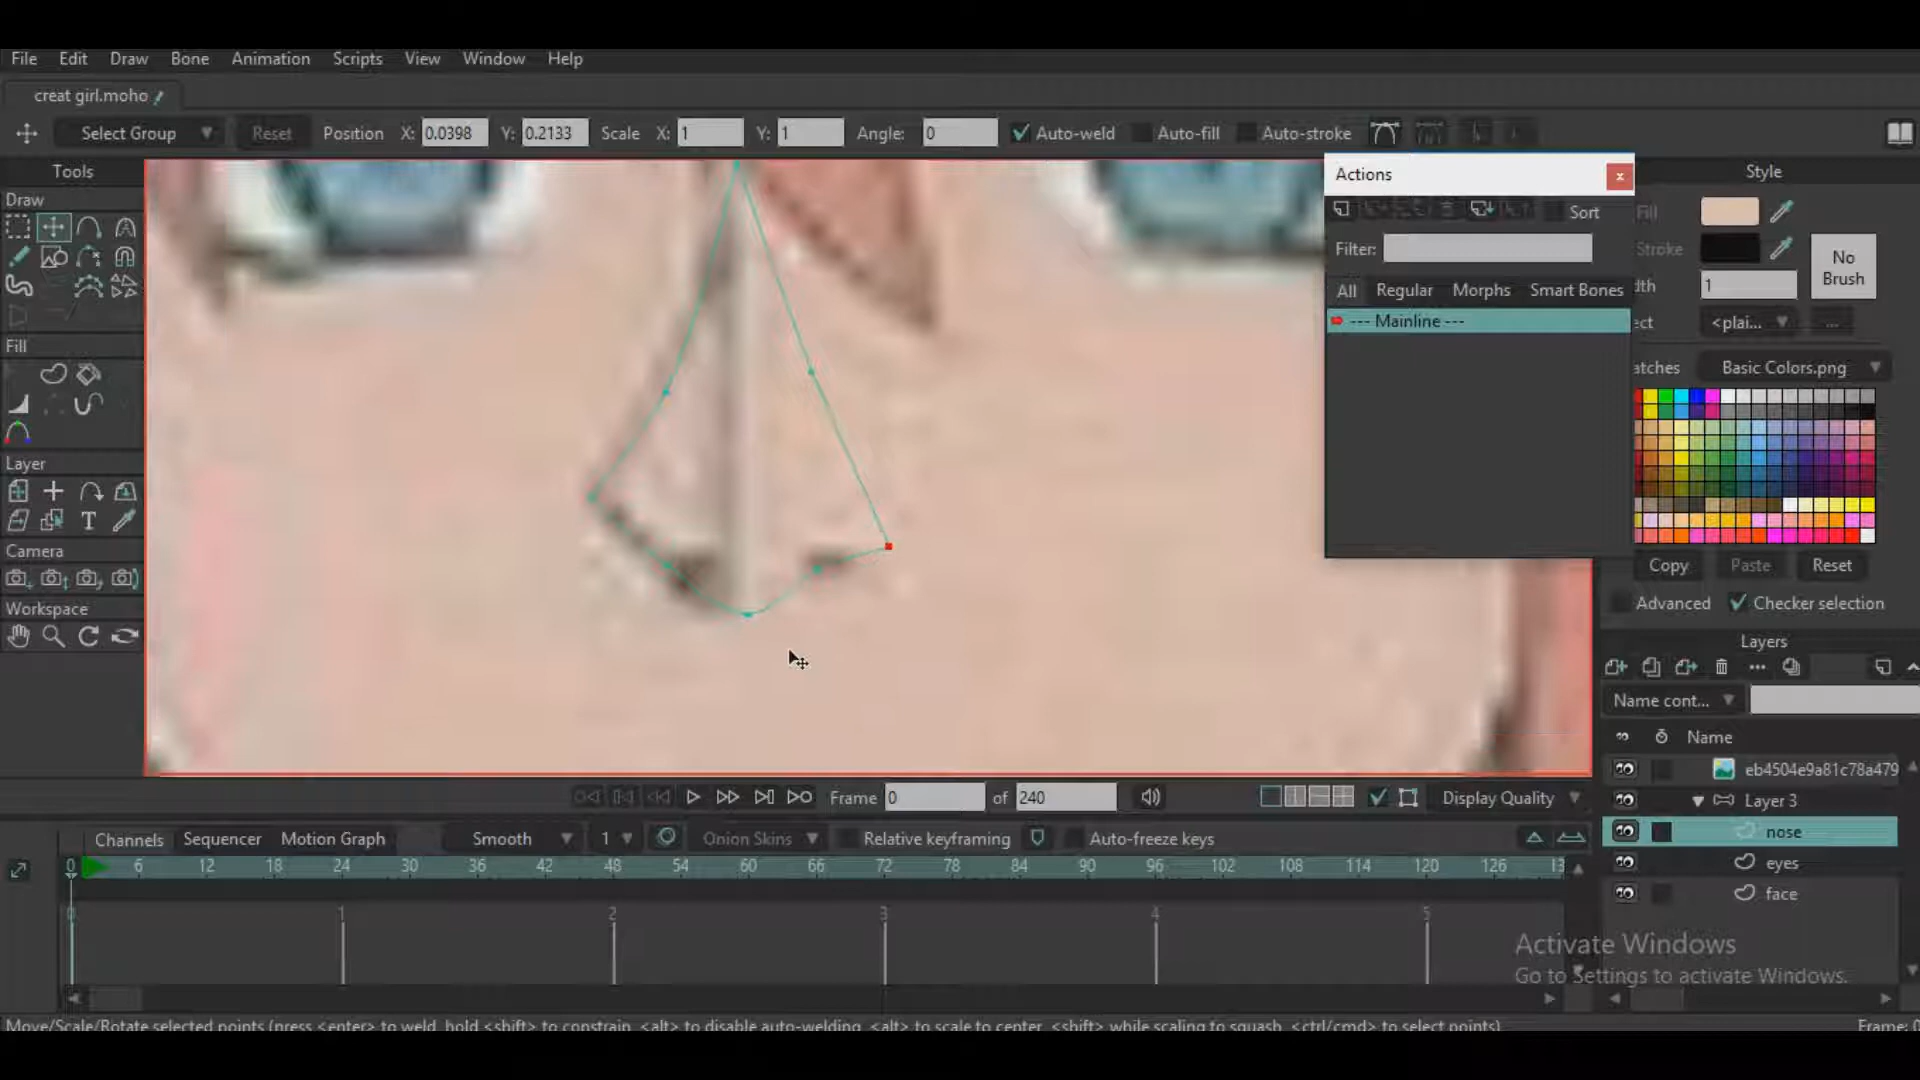 File Edit Draw Bone Animation Scripts View Window Help
creat girl.moho
Select Group Reset Position X: 0.0398 Y: 0.2133 Scale X: 1 Y: 1 Angle: 0 Auto-weld Auto-fill Auto-stroke
Tools
Draw
Fill
Layer
T
Camera
Workspace
Actions
x
Sort
Filter:
All Regular Morphs Smart Bones
--- Mainline ---
Style
Fill
Stroke
No
Brush
dth 1
ect <plai... ...
atches Basic Colors.png
Copy Paste Reset
Advanced Checker selection
Layers
Name cont...
Name
eb4504e9a81c78a479
Layer 3
nose
eyes
face
Frame 0 of 240 Display Quality
Channels Sequencer Motion Graph Smooth 1 Onion Skins Relative keyframing Auto-freeze keys
0 6 12 18 24 30 36 42 48 54 60 66 72 78 84 90 96 102 108 114 120 126 13
0 1 2 3 4 5
Activate Windows
Go to Settings to activate Windows.
Move/Scale/Rotate selected points (press <enter> to weld, hold <shift> to constrain, <alt> to disable auto-welding, <alt> to scale to center, <shift> while scaling to squash, <ctrl/cmd> to select points)
Frame: 0